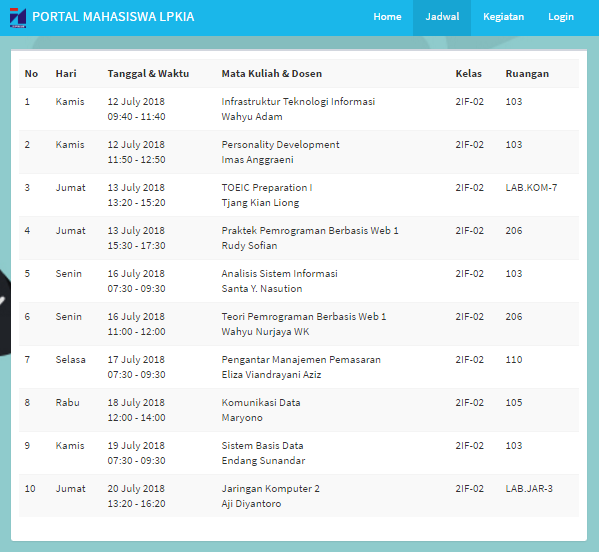 PORTAL MAHASISWA LPKIA Home Jadwal Kegiatan Login
No Hari Tanggal & Waktu Mata Kuliah & Dosen Kelas Ruangan
1 Kamis 12 July 2018 Infrastruktur Teknologi Informasi 2IF-02 103
09:40 - 11:40 Wahyu Adam
2 Kamis 12 July 2018 Personality Development 2IF-02 103
11:50 - 12:50 Imas Anggraeni
3 Jumat 13 July 2018 TOEIC Preparation I 2IF-02 LAB.KOM-7
13:20 - 15:20 Tjang Kian Liong
4 Jumat 13 July 2018 Praktek Pemrograman Berbasis Web 1 2IF-02 206
15:30 - 17:30 Rudy Sofian
5 Senin 16 July 2018 Analisis Sistem Informasi 2IF-02 103
07:30 - 09:30 Santa Y. Nasution
6 Senin 16 July 2018 Teori Pemrograman Berbasis Web 1 2IF-02 206
11:00 - 12:00 Wahyu Nurjaya WK
7 Selasa 17 July 2018 Pengantar Manajemen Pemasaran 2IF-02 110
07:30 - 09:30 Eliza Viandrayani Aziz
8 Rabu 18 July 2018 Komunikasi Data 2IF-02 105
12:00 - 14:00 Maryono
9 Kamis 19 July 2018 Sistem Basis Data 2IF-02 103
07:30 - 09:30 Endang Sunandar
10 Jumat 20 July 2018 Jaringan Komputer 2 2IF-02 LAB.JAR-3
13:20 - 16:20 Aji Diyantoro